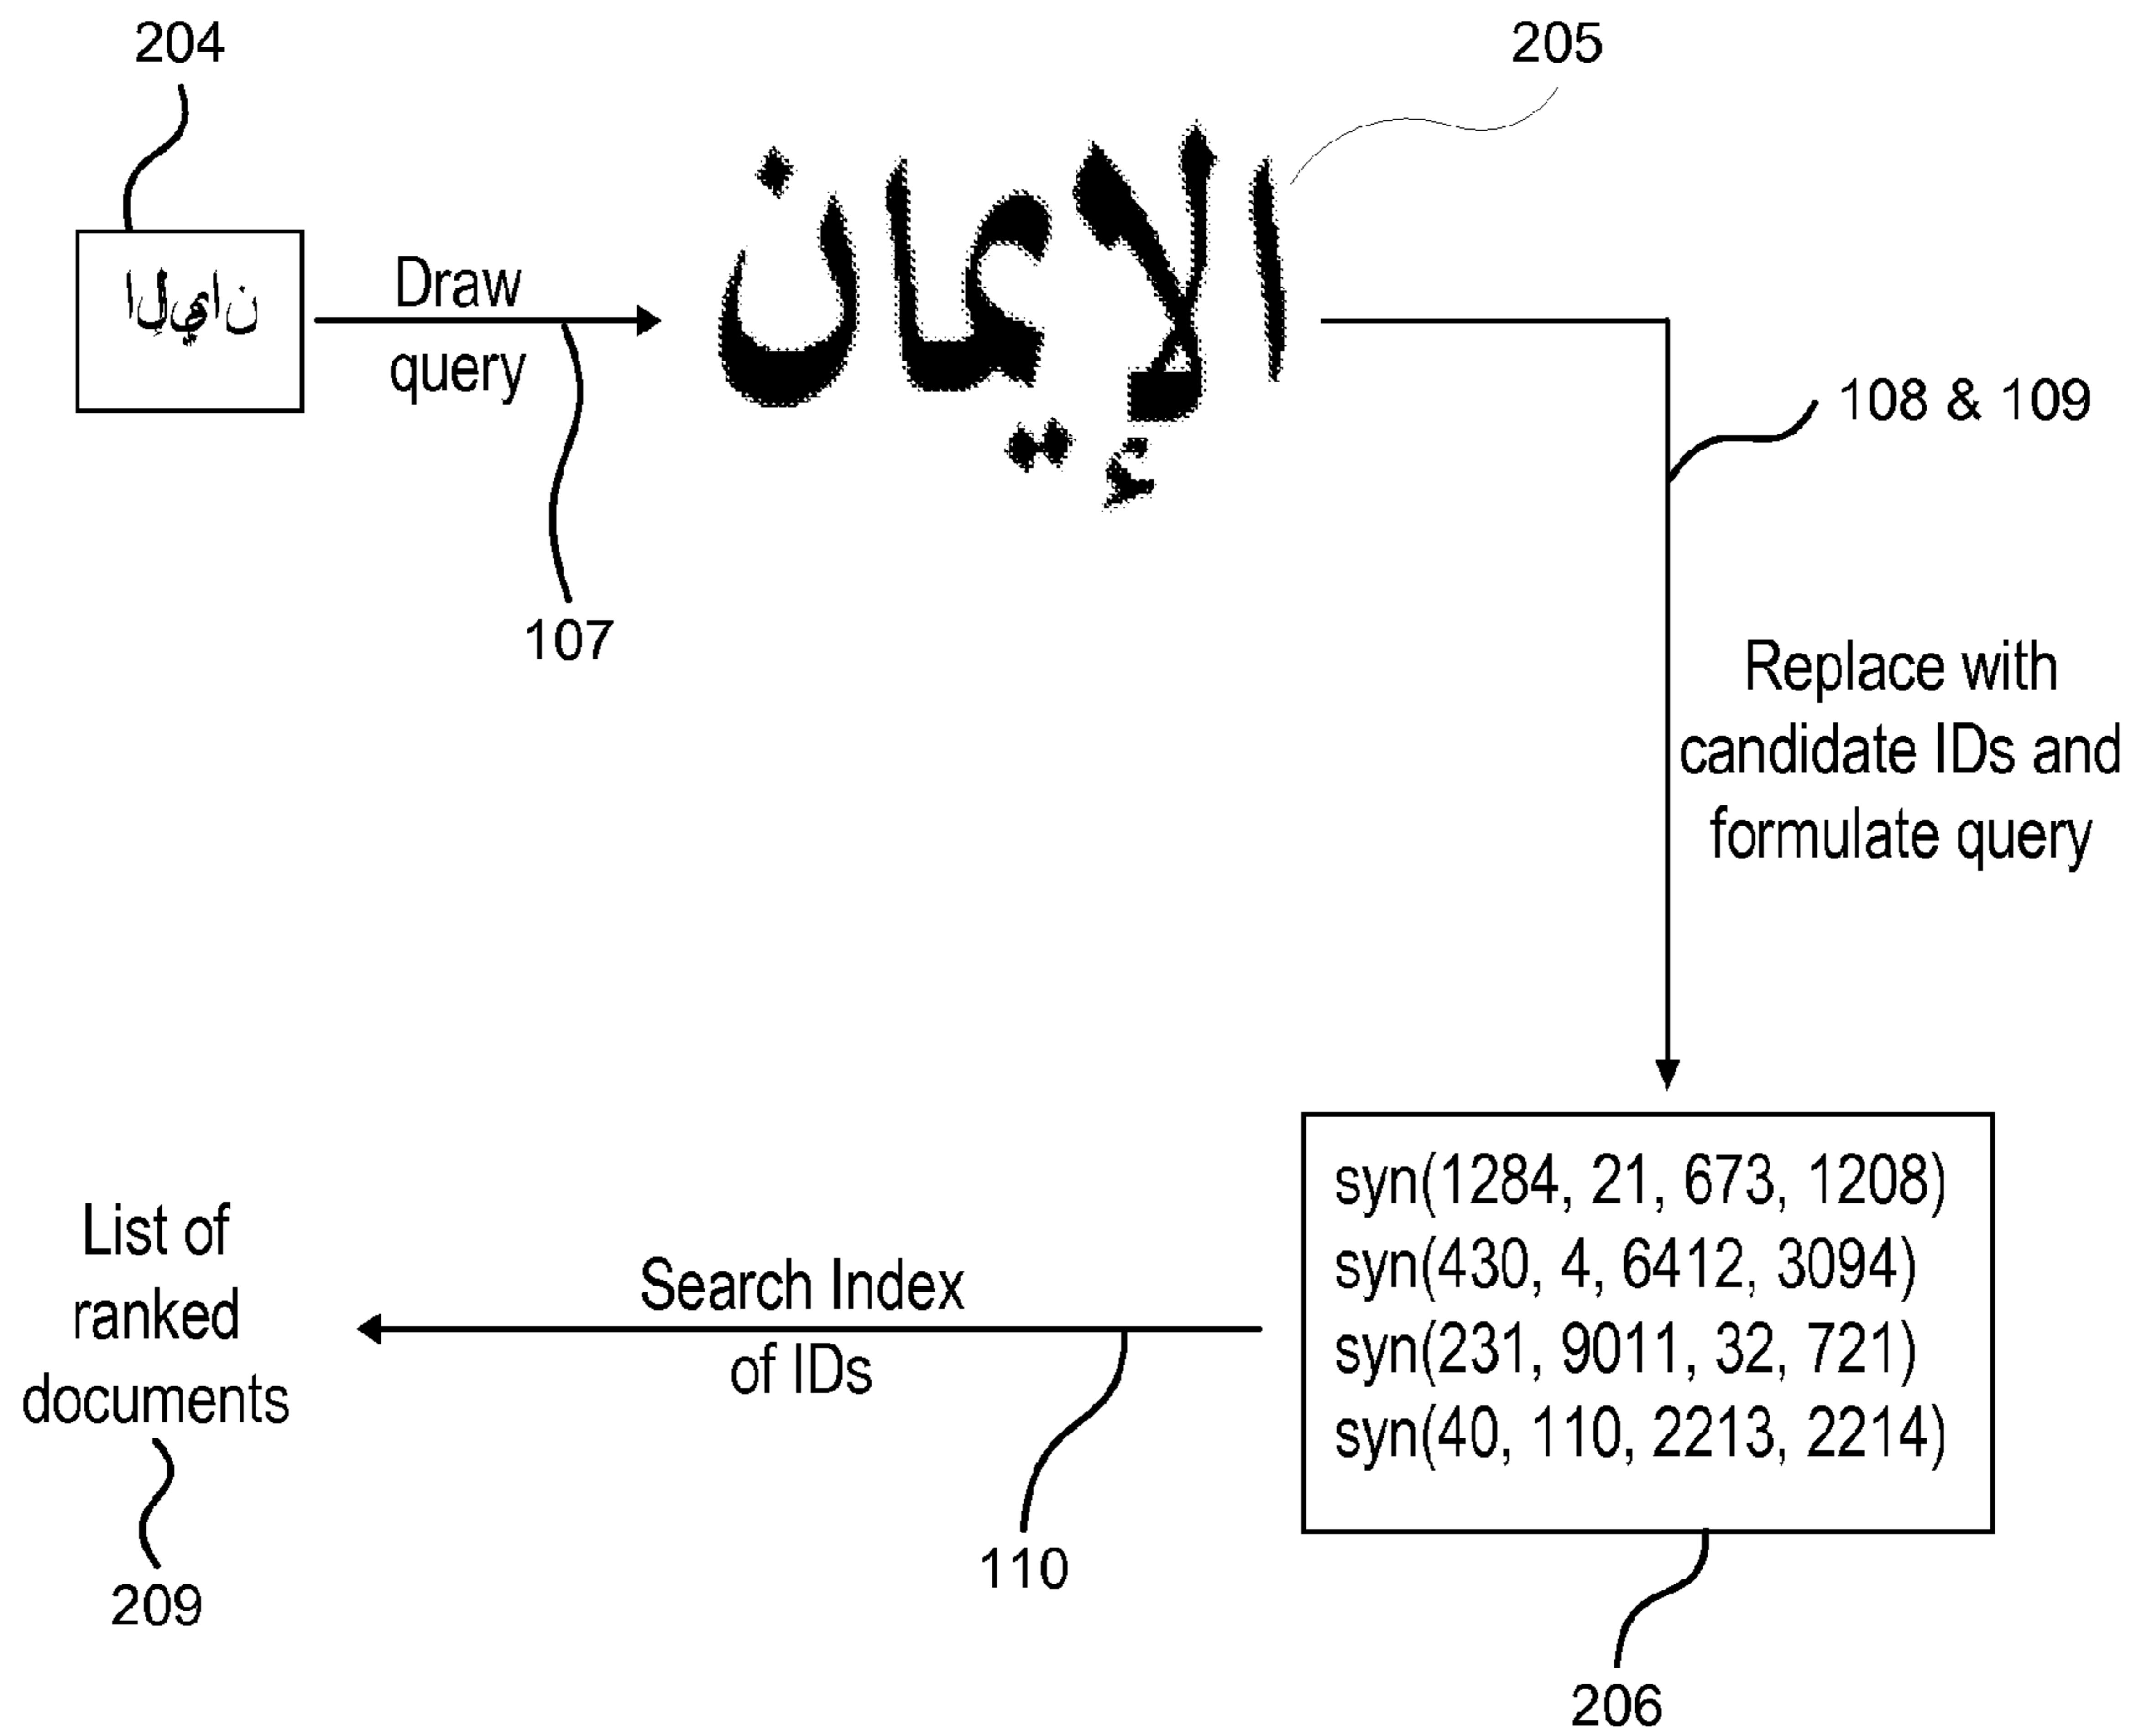 204
205
Draw
query
الإيمان
107
108 & 109
Replace with
candidate IDs and
formulate query
syn(1284, 21, 673, 1208)
syn(430, 4, 6412, 3094)
syn(231, 9011, 32, 721)
syn(40, 110, 2213, 2214)
206
Search Index
of IDs
110
List of
ranked
documents
209